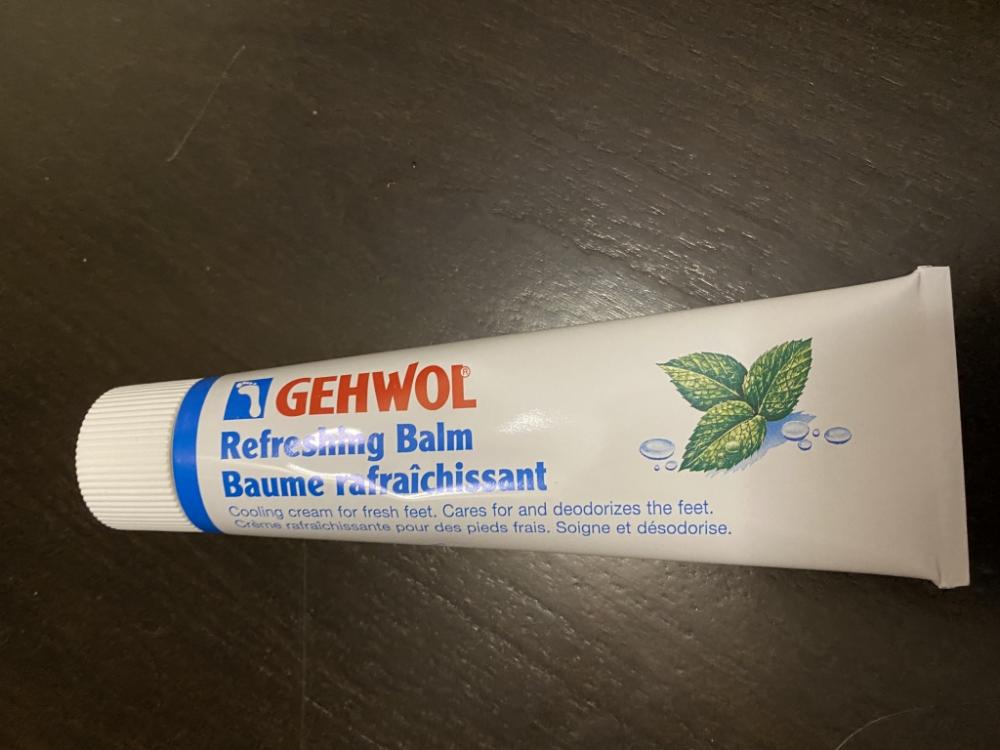 GEHWOL®
Refreshing Balm
Baume rafraîchissant
Cooling cream for fresh feet. Cares for and deodorizes the feet.
Crème rafraîchissante pour des pieds frais. Soigne et désodorise.